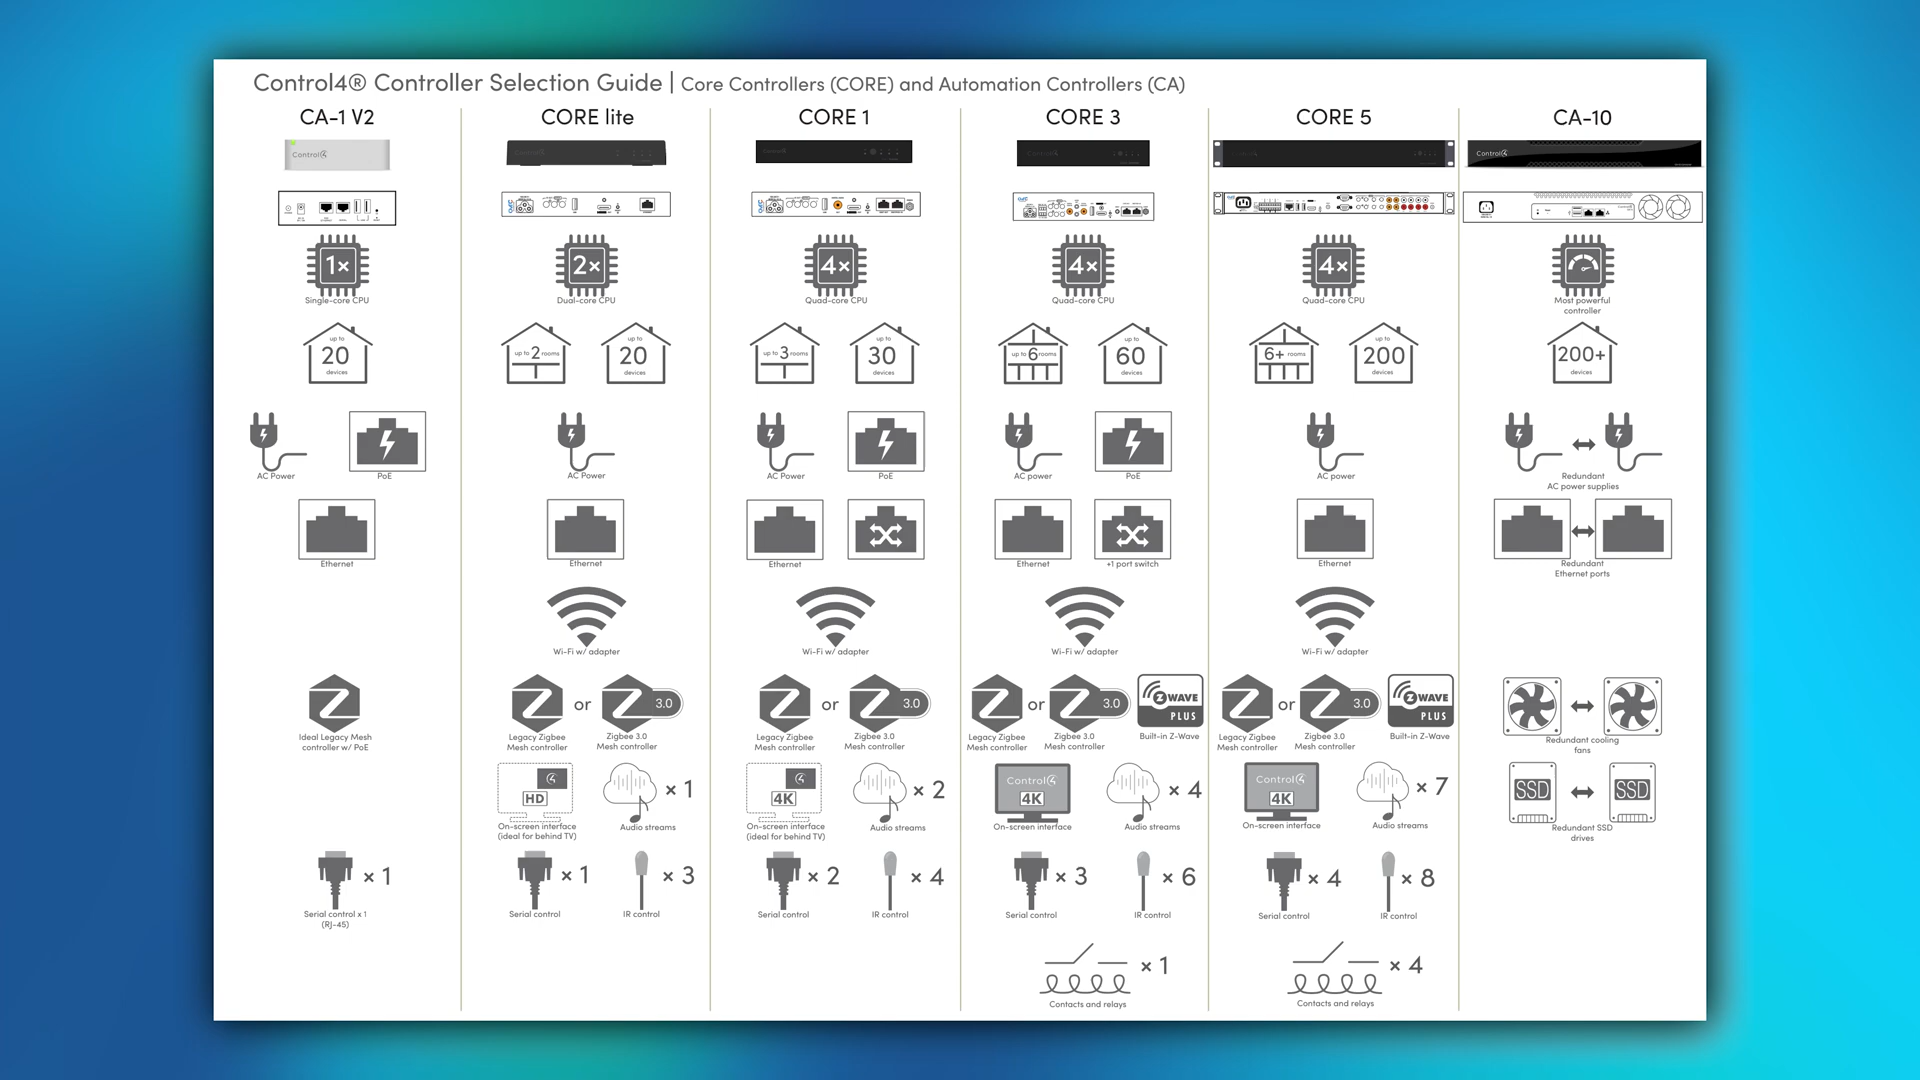 Control4® Controller Selection Guide | Core Controllers (CORE) and Automation Controllers (CA)
CA-1 V2
CORE lite
CORE 1
CORE 3
CORE 5
CA-10
Control4
Control4
1×
2×
4×
4×
4×
Single-core CPU
Dual-core CPU
Quad-core CPU
Quad-core CPU
Quad-core CPU
Most powerful
controller
up to
20
devices
up to 2 rooms
up to
20
devices
up to 3 rooms
up to
30
devices
up to 6 rooms
up to
60
devices
6+ rooms
up to
200
devices
200+
devices
AC Power
PoE
AC Power
AC Power
PoE
AC power
PoE
AC power
Redundant
AC power supplies
Ethernet
Ethernet
Ethernet
Ethernet
+1 port switch
Ethernet
Redundant
Ethernet ports
Wi-Fi w/ adapter
Wi-Fi w/ adapter
Wi-Fi w/ adapter
Wi-Fi w/ adapter
Ideal Legacy Mesh
controller w/ PoE
or
3.0
Legacy Zigbee
Mesh controller
Zigbee 3.0
Mesh controller
or
3.0
Legacy Zigbee
Mesh controller
Zigbee 3.0
Mesh controller
or
3.0
Z WAVE
PLUS
Legacy Zigbee
Mesh controller
Zigbee 3.0
Mesh controller
Built-in Z-Wave
or
3.0
Z WAVE
PLUS
Legacy Zigbee
Mesh controller
Zigbee 3.0
Mesh controller
Built-in Z-Wave
Redundant cooling
fans
HD
× 1
On-screen interface
(ideal for behind TV)
Audio streams
4K
× 2
On-screen interface
(ideal for behind TV)
Audio streams
Control4
4K
× 4
On-screen interface
Audio streams
Control4
4K
× 7
On-screen interface
Audio streams
SSD
SSD
Redundant SSD
drives
× 1
Serial control x 1
(RJ-45)
× 1
× 3
Serial control
IR control
× 2
× 4
Serial control
IR control
× 3
× 6
Serial control
IR control
× 4
× 8
Serial control
IR control
× 1
Contacts and relays
× 4
Contacts and relays